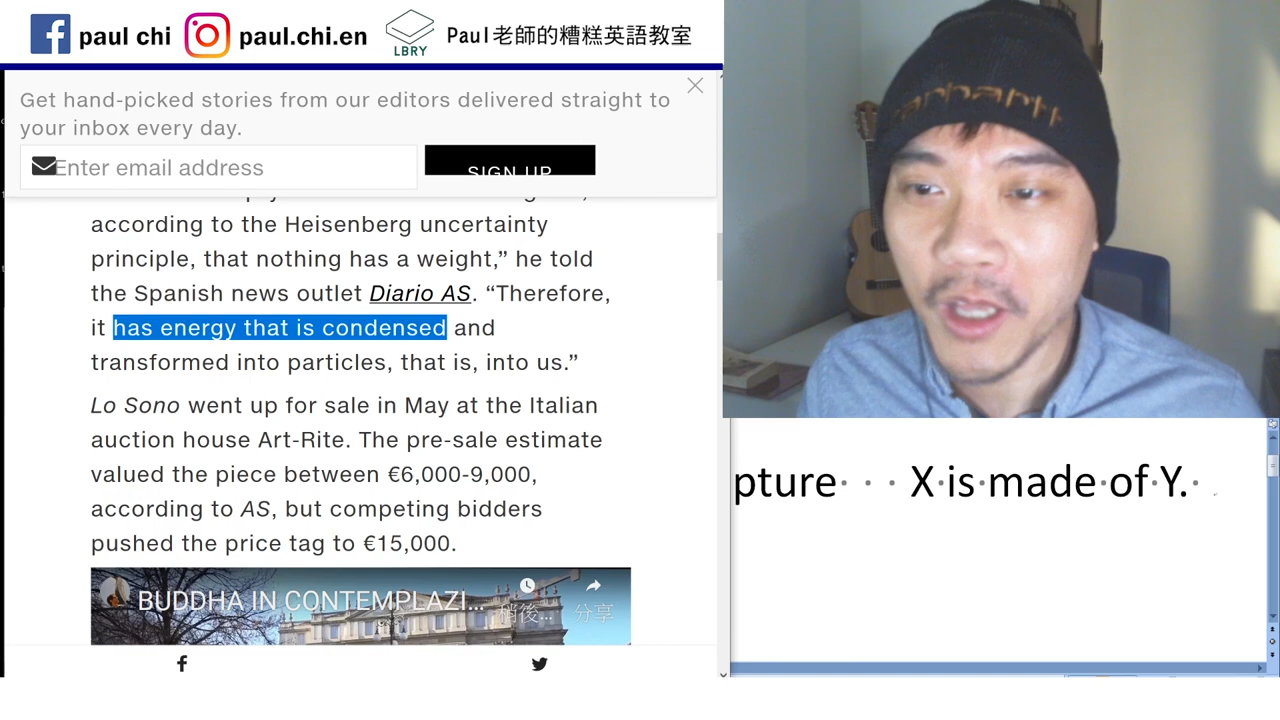 paul chi
paul.chi.en
LBRY
Paul老師的糟糕英語教室
Get hand-picked stories from our editors delivered straight to
your inbox every day.
Enter email address
SIGN UP
according to the Heisenberg uncertainty
principle, that nothing has a weight,” he told
the Spanish news outlet Diario AS. “Therefore,
it has energy that is condensed and
transformed into particles, that is, into us.”
Lo Sono went up for sale in May at the Italian
auction house Art-Rite. The pre-sale estimate
valued the piece between €6,000-9,000,
according to AS, but competing bidders
pushed the price tag to €15,000.
BUDDHA IN CONTEMPLAZI...
稍後...
分享
carhartt
pture X is made of Y.